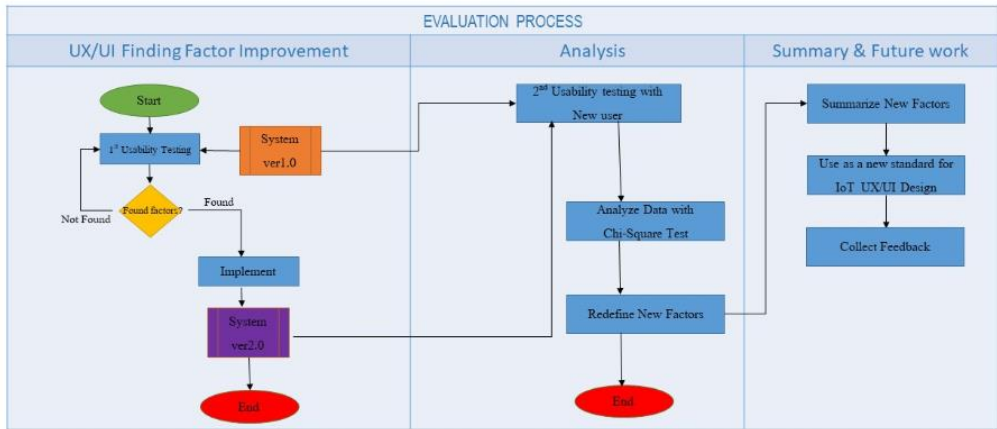 EVALUATION PROCESS
UX/UI Finding Factor Improvement
Analysis
Summary & Future work
Start
1st Usability Testing
System
ver1.0
Found factors?
Not Found
Found
Implement
System
ver2.0
End
2nd Usability testing with
New user
Analyze Data with
Chi-Square Test
Redefine New Factors
End
Summarize New Factors
Use as a new standard for
IoT UX/UI Design
Collect Feedback